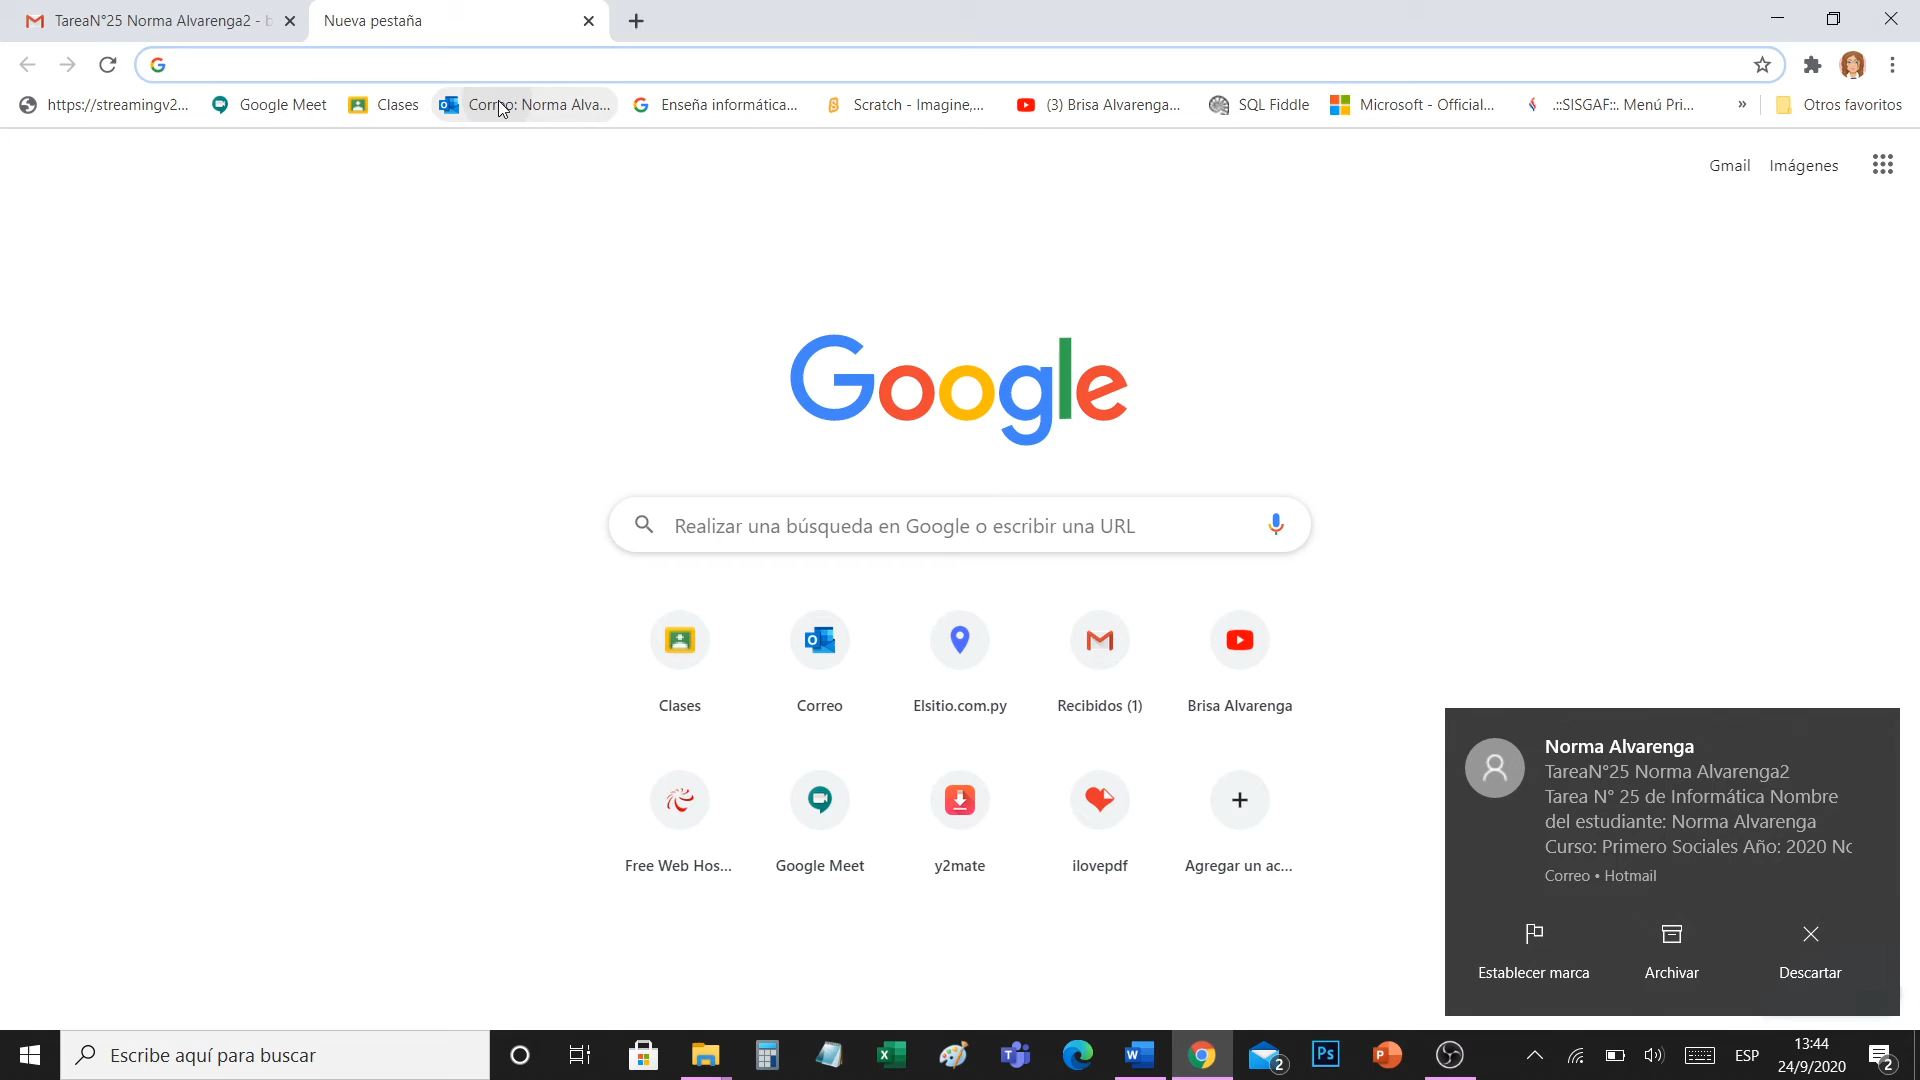 TareaN°25 Norma Alvarenga2 - b
Nueva pestaña
https://streamingv2...
Google Meet
Clases
Correo: Norma Alva...
Enseña informática...
Scratch - Imagine,...
(3) Brisa Alvarenga...
SQL Fiddle
Microsoft - Official...
.::SISGAF::. Menú Pri...
»
Otros favoritos
Gmail
Imágenes
Google
Realizar una búsqueda en Google o escribir una URL
Clases
Correo
Elsitio.com.py
Recibidos (1)
Brisa Alvarenga
Free Web Hos...
Google Meet
y2mate
ilovepdf
Agregar un ac...
Norma Alvarenga
TareaN°25 Norma Alvarenga2
Tarea N° 25 de Informática Nombre
del estudiante: Norma Alvarenga
Curso: Primero Sociales Año: 2020 Nc
Correo • Hotmail
Establecer marca
Archivar
Descartar
Escribe aquí para buscar
2
ESP
13:44
24/9/2020
2